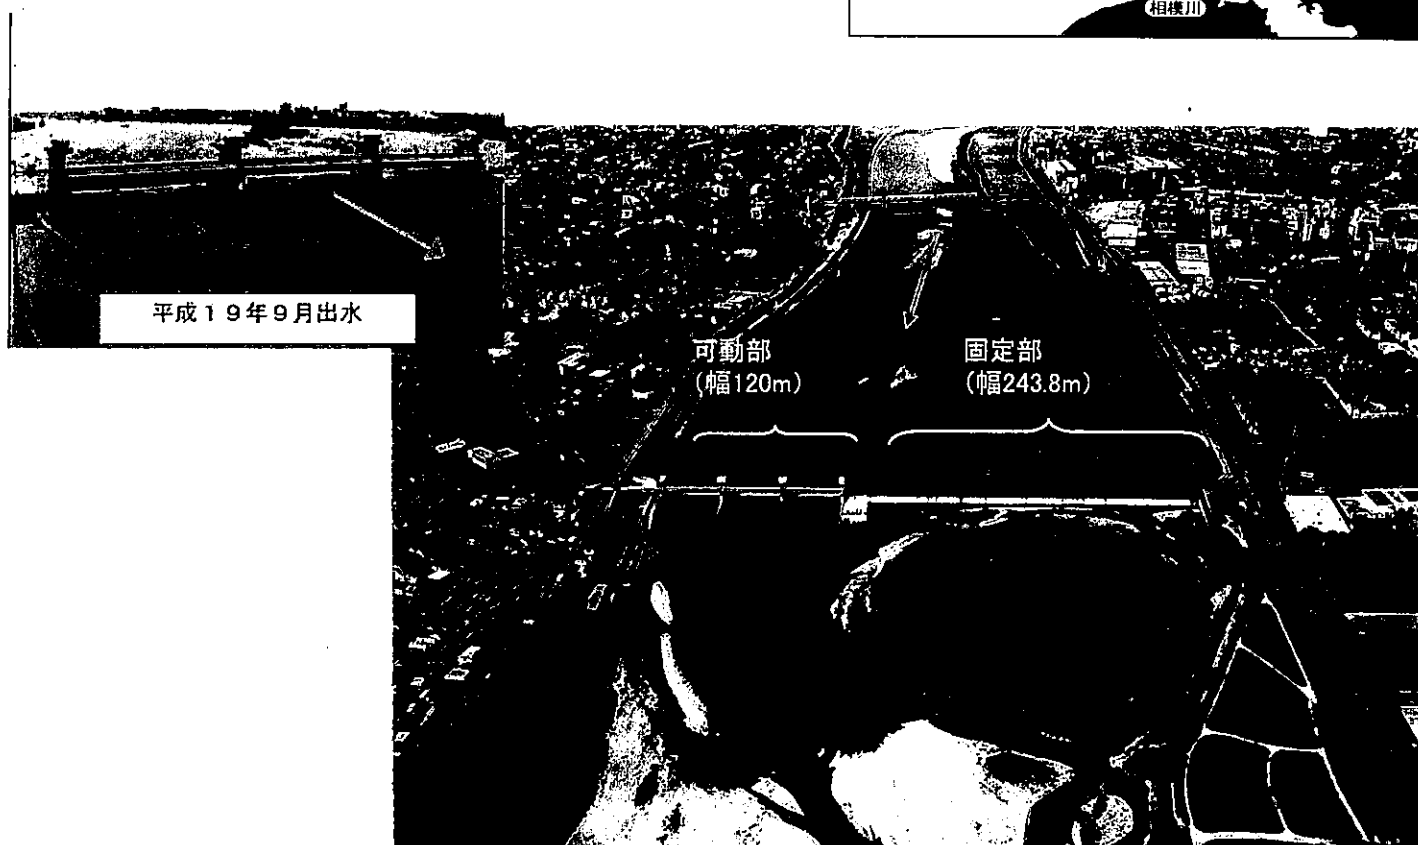 相模川
平成19年9月出水
可動部
(幅120m)
固定部
(幅243.8m)